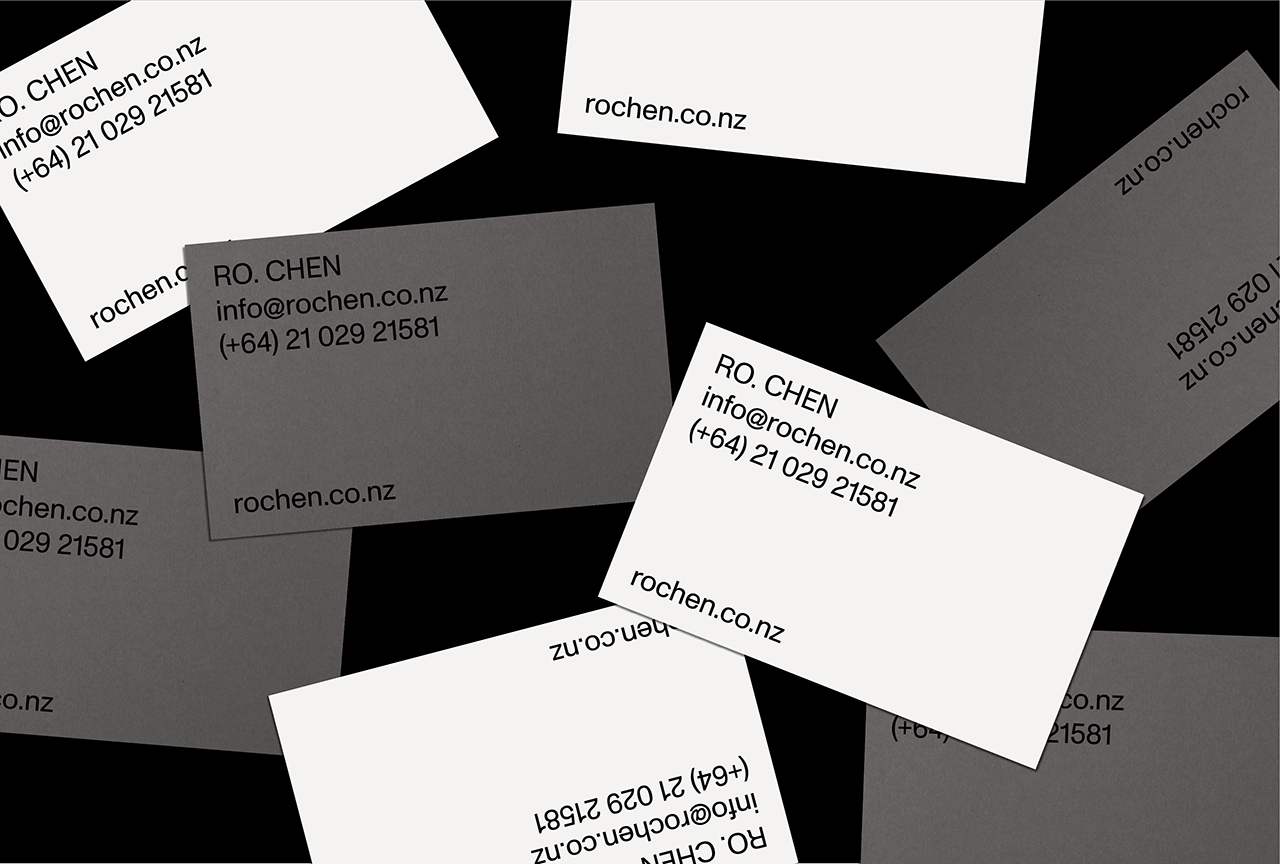 RO. CHEN
info@rochen.co.nz
(+64) 21 029 21581
rochen.c
rochen.co.nz
rochen.co.nz
029 21581
chen.co.nz
RO. CHEN
info@rochen.co.nz
(+64) 21 029 21581
rochen.co.nz
RO. CHEN
info@rochen.co.nz
(+64) 21 029 21581
rochen.co.nz
HEN
ochen.co.nz
029 21581
co.nz
rochen.co.nz
(+64) 21 029 21581
info@rochen.co.nz
RO. CHEN
co.nz
(+64) 21581